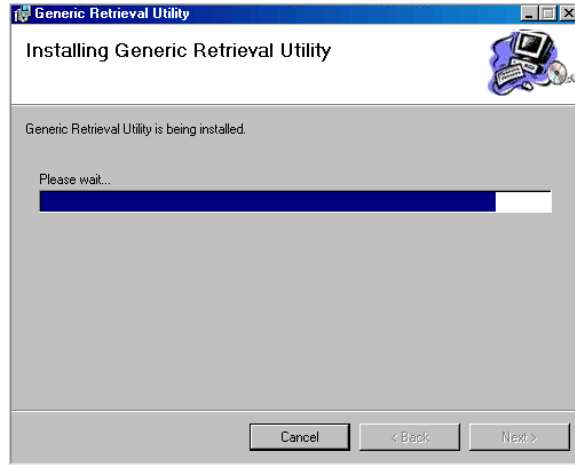 Generic Retrieval Utility
Installing Generic Retrieval Utility
Generic Retrieval Utility is being installed.
Please wait...
Cancel
< Back
Next >